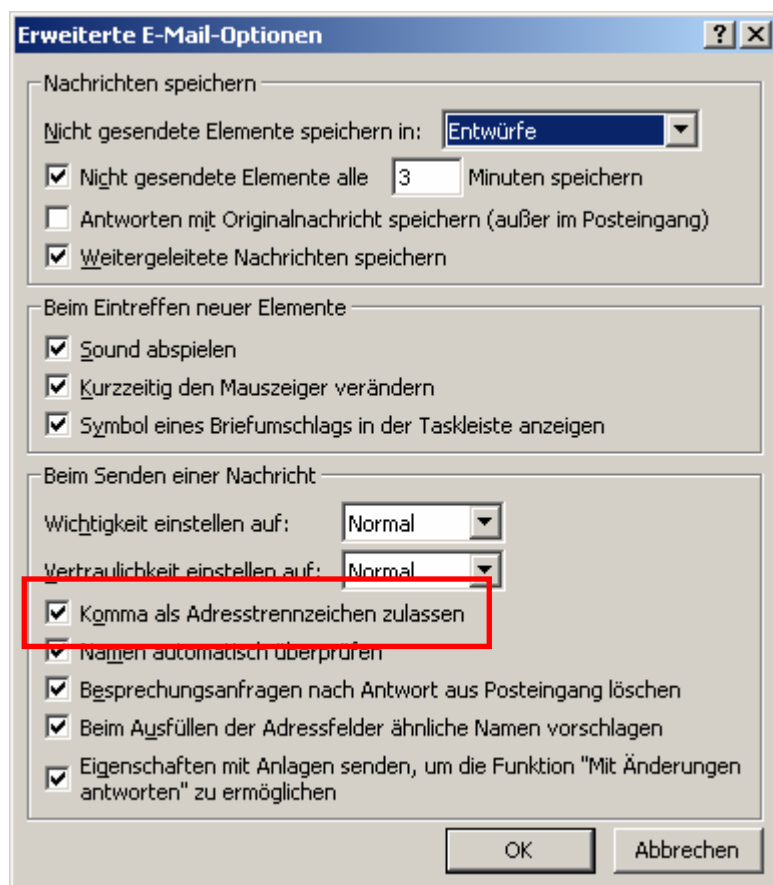 Erweiterte E-Mail-Optionen
Nachrichten speichern
Nicht gesendete Elemente speichern in: Entwürfe
Nicht gesendete Elemente alle 3 Minuten speichern
Antworten mit Originalnachricht speichern (außer im Posteingang)
Weitergeleitete Nachrichten speichern
Beim Eintreffen neuer Elemente
Sound abspielen
Kurzzeitig den Mauszeiger verändern
Symbol eines Briefumschlags in der Taskleiste anzeigen
Beim Senden einer Nachricht
Wichtigkeit einstellen auf: Normal
Vertraulichkeit einstellen auf: Normal
Komma als Adresstrennzeichen zulassen
Namen automatisch überprüfen
Besprechungsanfragen nach Antwort aus Posteingang löschen
Beim Ausfüllen der Adressfelder ähnliche Namen vorschlagen
Eigenschaften mit Anlagen senden, um die Funktion "Mit Änderungen
antworten" zu ermöglichen
OK Abbrechen